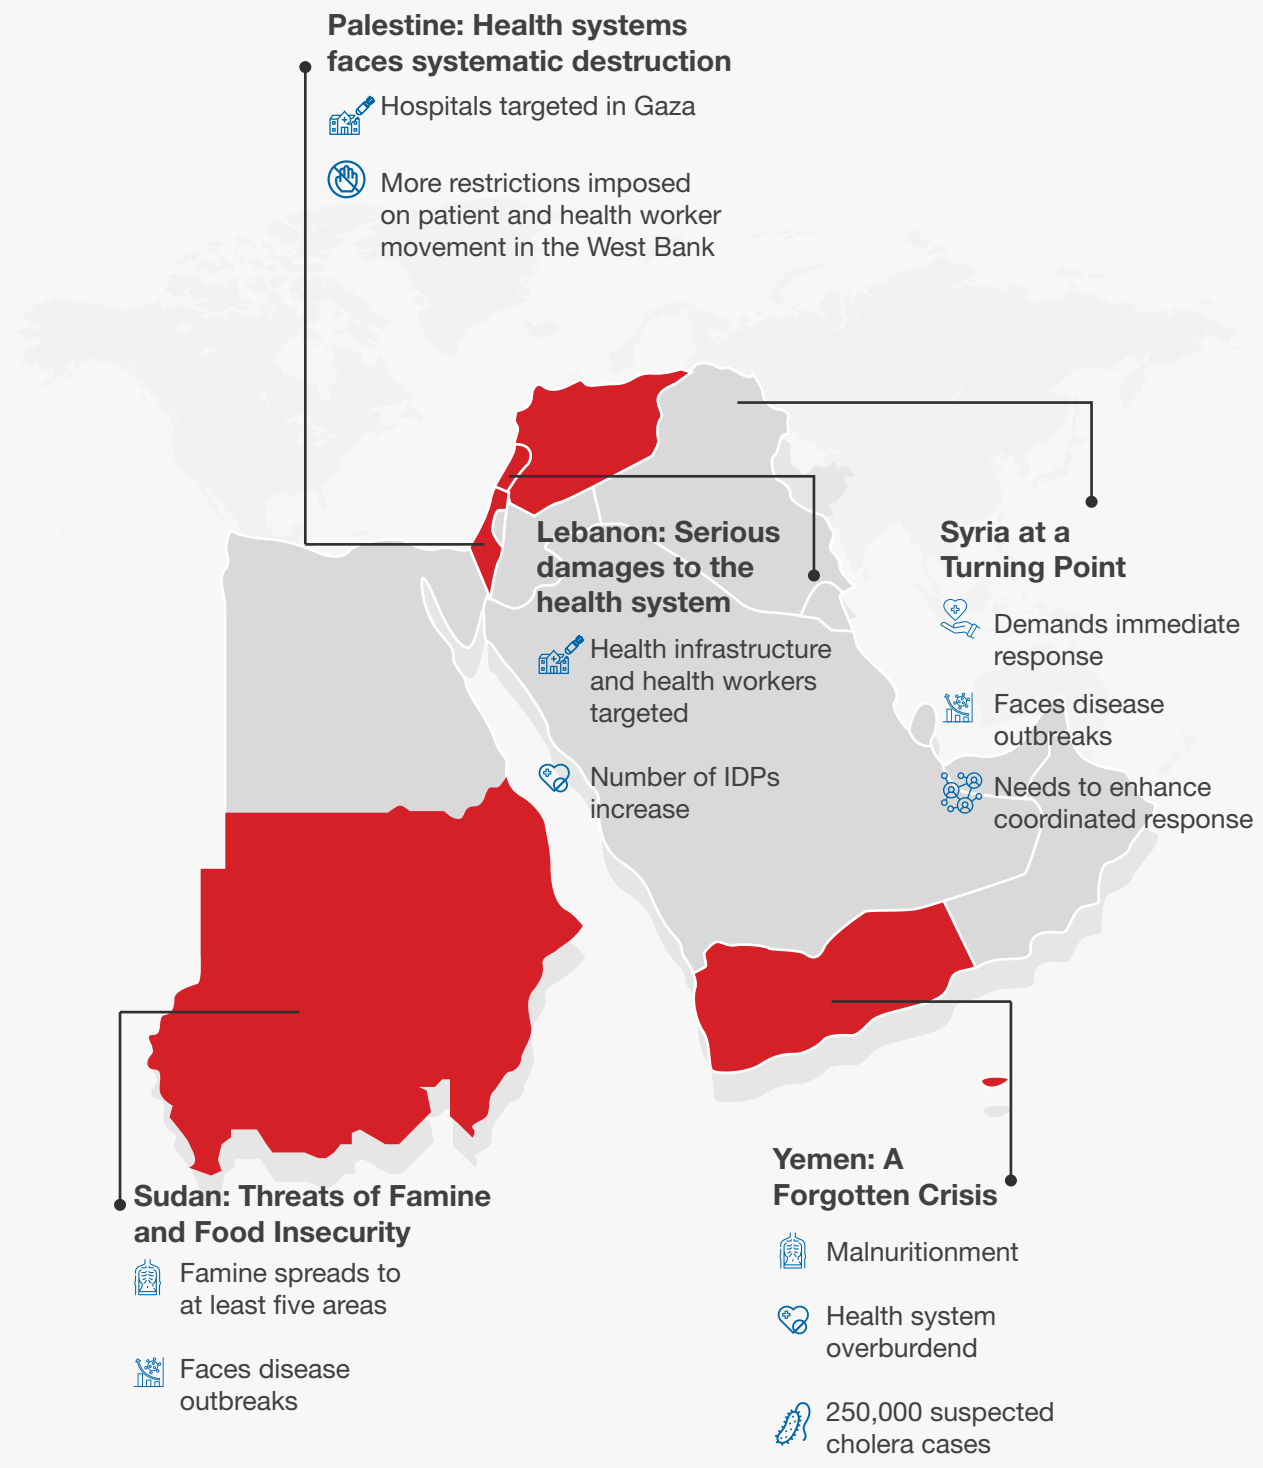 Palestine: Health systems
faces systematic destruction
Hospitals targeted in Gaza
More restrictions imposed
on patient and health worker
movement in the West Bank
Lebanon: Serious
damages to the
health system
Health infrastructure
and health workers
targeted
Number of IDPs
increase
Syria at a
Turning Point
Demands immediate
response
Faces disease
outbreaks
Needs to enhance
coordinated response
Sudan: Threats of Famine
and Food Insecurity
Famine spreads to
at least five areas
Faces disease
outbreaks
Yemen: A
Forgotten Crisis
Malnuritionment
Health system
overburdend
250,000 suspected
cholera cases